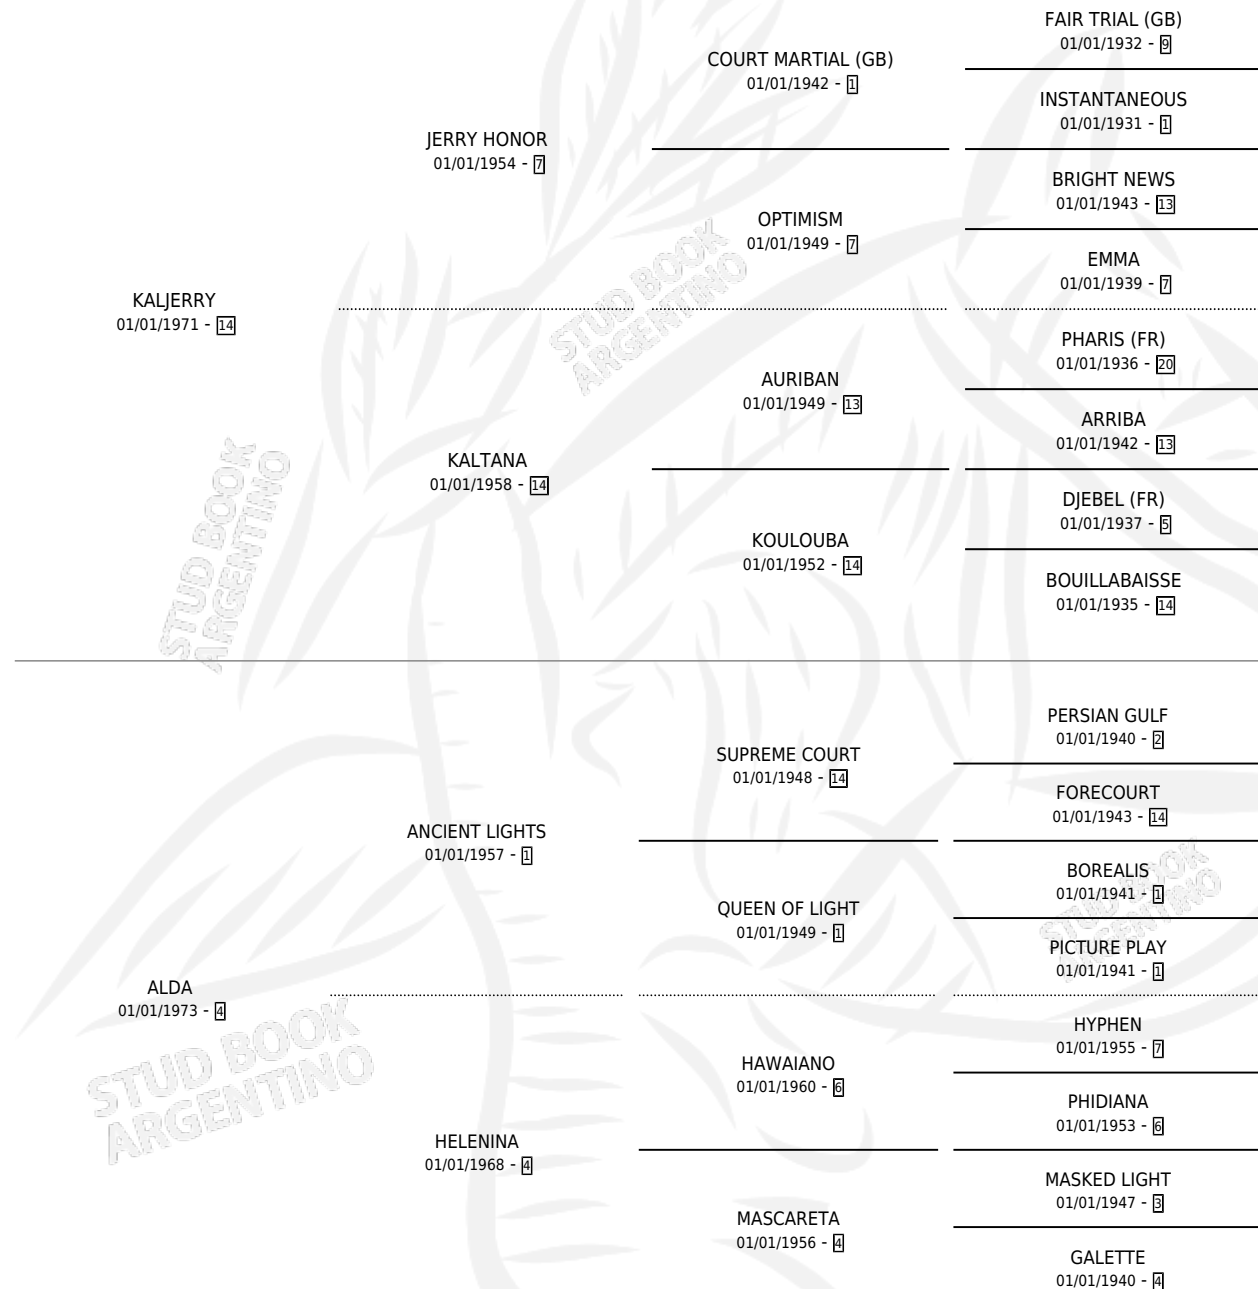 FAIR TRIAL (GB)
01/01/1932 - 9
COURT MARTIAL (GB)
01/01/1942 - 1
INSTANTANEOUS
01/01/1931 - 1
JERRY HONOR
01/01/1954 - 7
BRIGHT NEWS
01/01/1943 - 13
OPTIMISM
01/01/1949 - 7
EMMA
01/01/1939 - 7
KALJERRY
01/01/1971 - 14
PHARIS (FR)
01/01/1936 - 20
AURIBAN
01/01/1949 - 13
ARRIBA
01/01/1942 - 13
KALTANA
01/01/1958 - 14
DJEBEL (FR)
01/01/1937 - 5
KOULOUBA
01/01/1952 - 14
BOUILLABAISSE
01/01/1935 - 14
PERSIAN GULF
01/01/1940 - 2
SUPREME COURT
01/01/1948 - 14
FORECOURT
01/01/1943 - 14
ANCIENT LIGHTS
01/01/1957 - 1
BOREALIS
01/01/1941 - 1
QUEEN OF LIGHT
01/01/1949 - 1
PICTURE PLAY
01/01/1941 - 1
ALDA
01/01/1973 - 4
HYPHEN
01/01/1955 - 7
HAWAIANO
01/01/1960 - 6
PHIDIANA
01/01/1953 - 6
HELENINA
01/01/1968 - 4
MASKED LIGHT
01/01/1947 - 3
MASCARETA
01/01/1956 - 4
GALETTE
01/01/1940 - 4
STUD BOOK
ARGENTINO
STUD BOOK
ARGENTINO
STUD BOOK
ARGENTINO
STUD BOOK
ARGENTINO